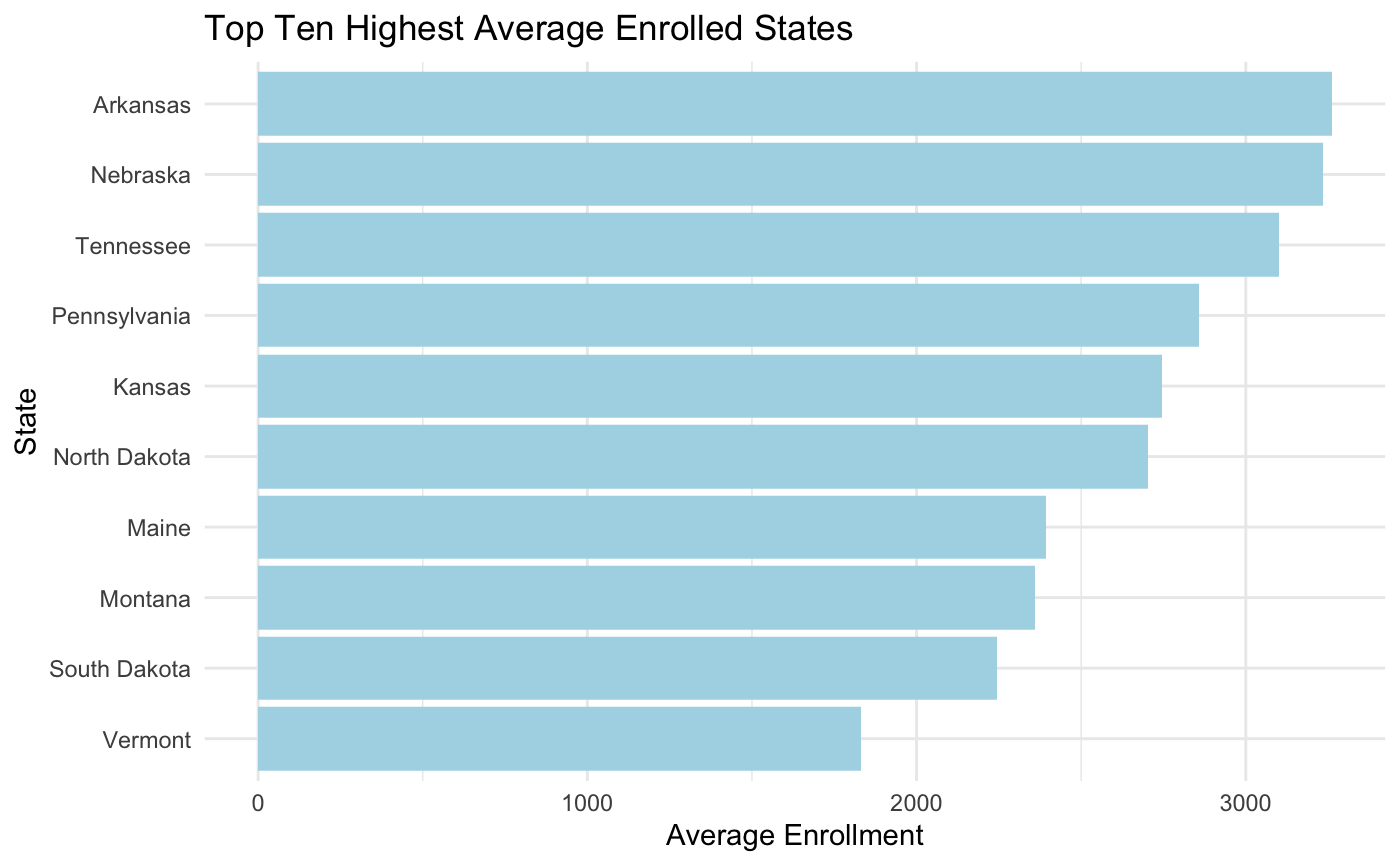 Top Ten Highest Average Enrolled States
Arkansas
Nebraska
Tennessee
Pennsylvania
Kansas
North Dakota
Maine
Montana
South Dakota
Vermont
State
0 1000 2000 3000
Average Enrollment